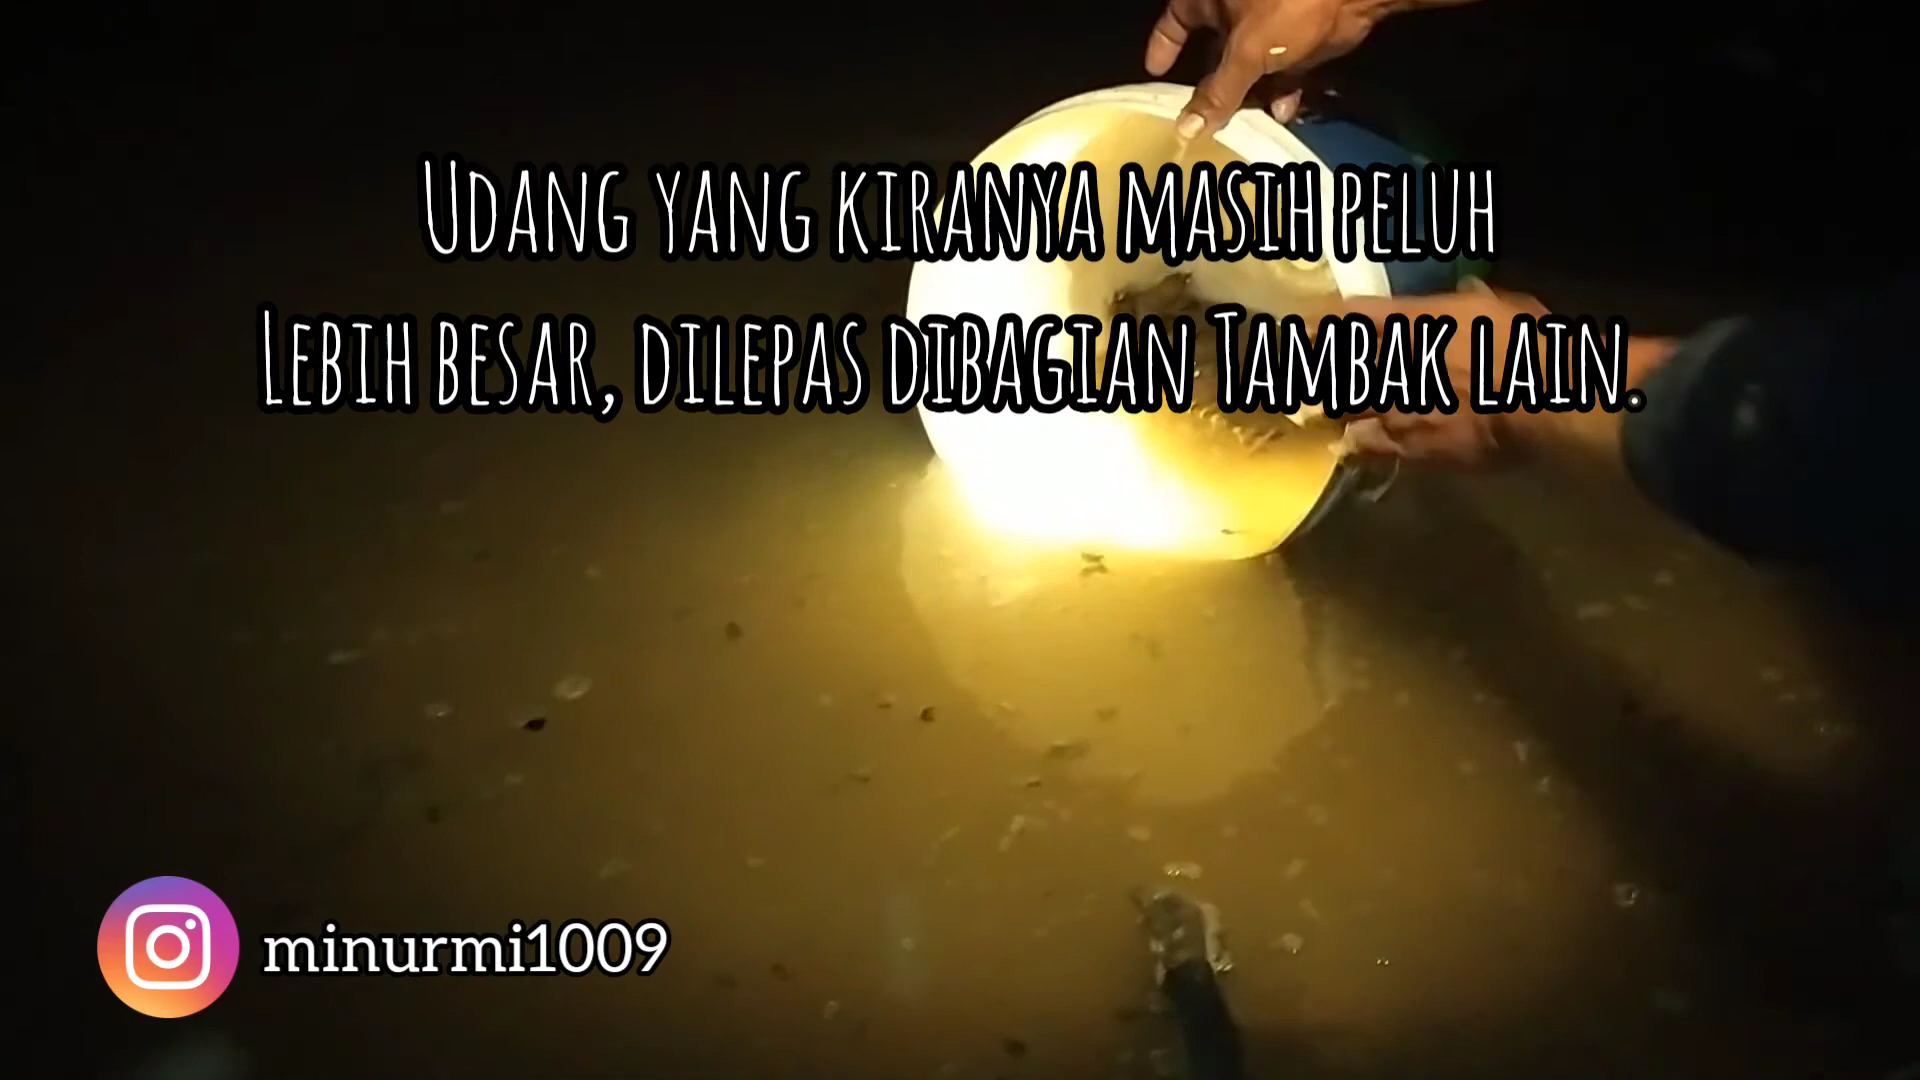 Udang yang kiranya masih peluh
Lebih besar, dilepas dibagian Tambak lain.
minurmi1009